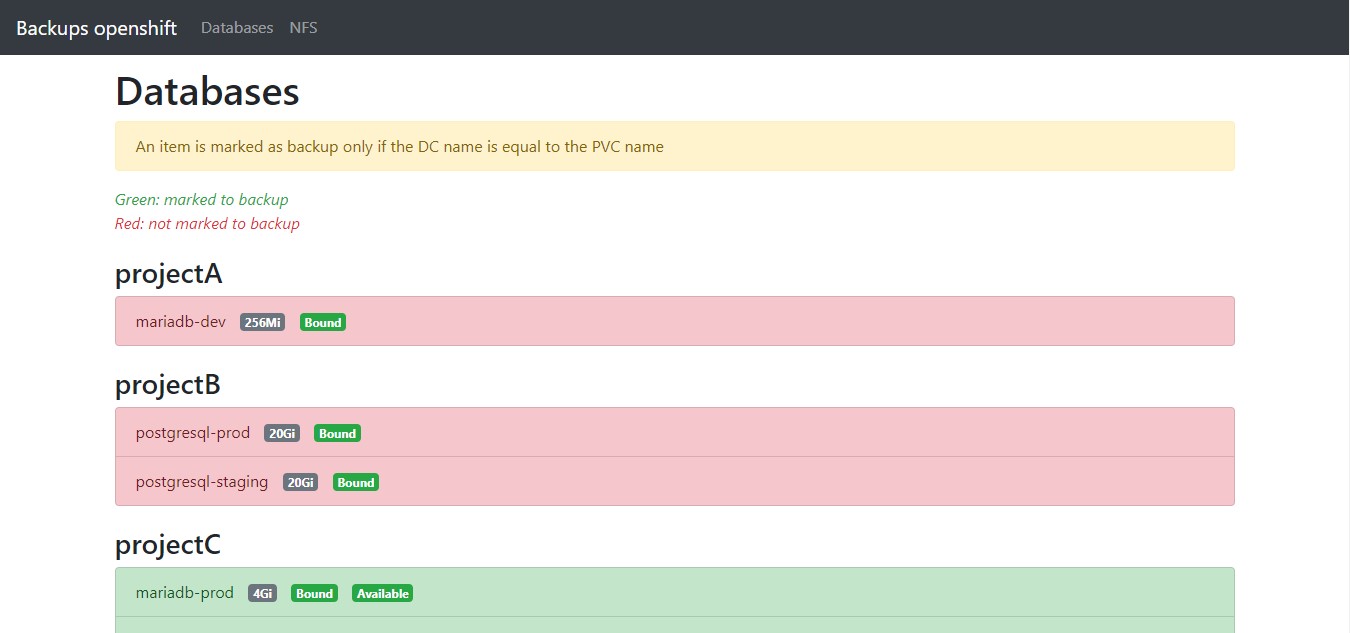 Backups openshift Databases NFS
Databases
An item is marked as backup only if the DC name is equal to the PVC name
Green: marked to backup
Red: not marked to backup
projectA
mariadb-dev 256Mi Bound
projectB
postgresql-prod 20Gi Bound
postgresql-staging 20Gi Bound
projectC
mariadb-prod 4Gi Bound Available